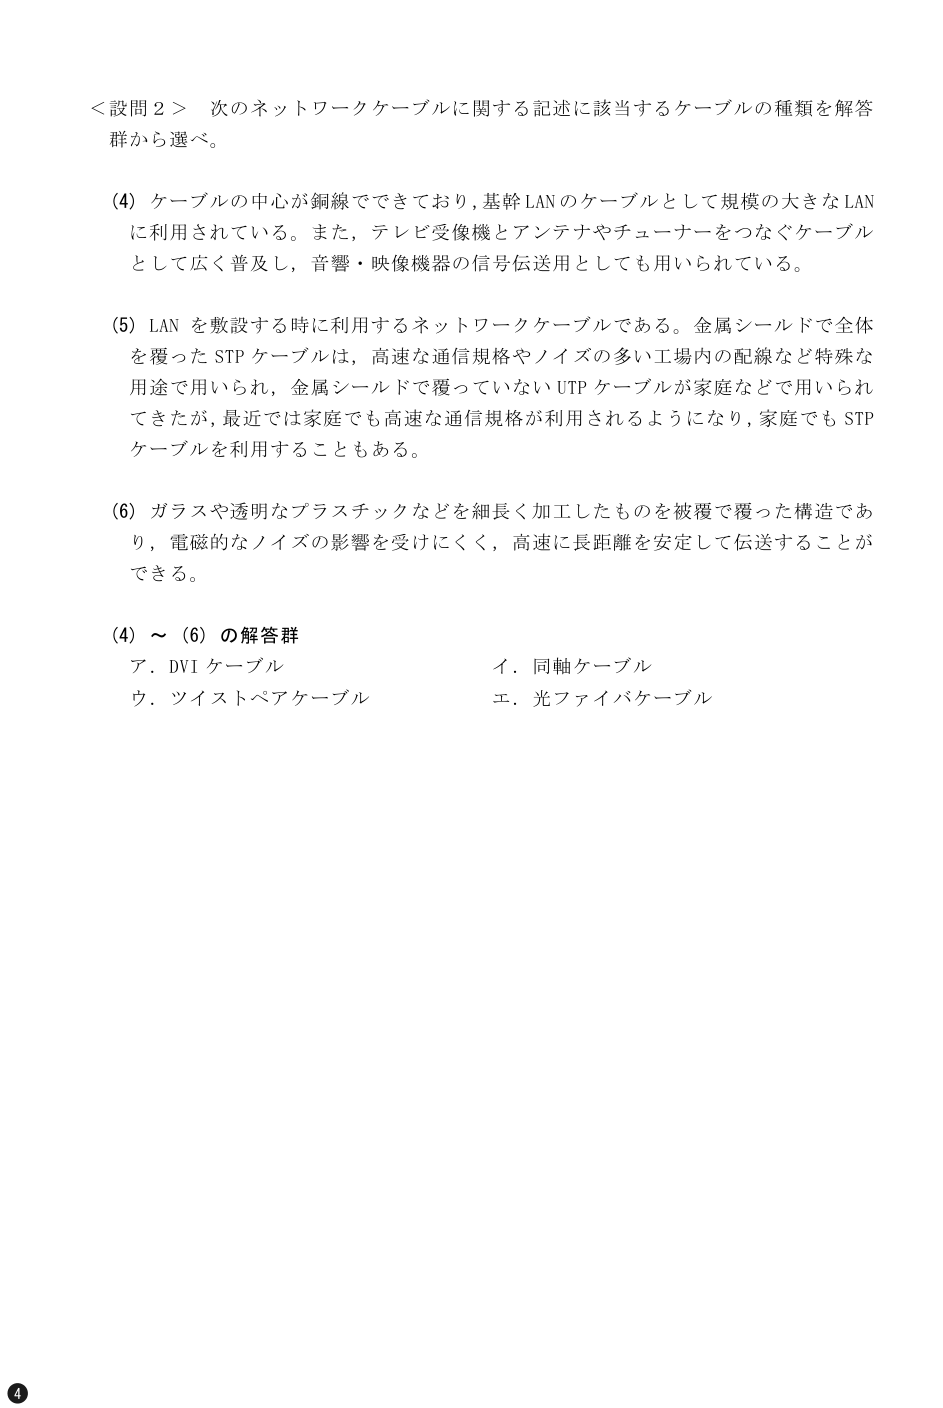 ＜設問２＞　次のネットワークケーブルに関する記述に該当するケーブルの種類を解答
群から選べ。
(4) ケーブルの中心が銅線でできており，基幹LANのケーブルとして規模の大きなLAN
に利用されている。また，テレビ受像機とアンテナやチューナーをつなぐケーブル
として広く普及し，音響・映像機器の信号伝送用としても用いられている。
(5) LAN を敷設する時に利用するネットワークケーブルである。金属シールドで全体
を覆った STP ケーブルは，高速な通信規格やノイズの多い工場内の配線など特殊な
用途で用いられ，金属シールドで覆っていない UTP ケーブルが家庭などで用いられ
てきたが，最近では家庭でも高速な通信規格が利用されるようになり，家庭でも STP
ケーブルを利用することもある。
(6) ガラスや透明なプラスチックなどを細長く加工したものを被覆で覆った構造であ
り，電磁的なノイズの影響を受けにくく，高速に長距離を安定して伝送することが
できる。
(4) ～ (6) の解答群
ア．DVI ケーブル　イ．同軸ケーブル
ウ．ツイストペアケーブル　エ．光ファイバケーブル
4